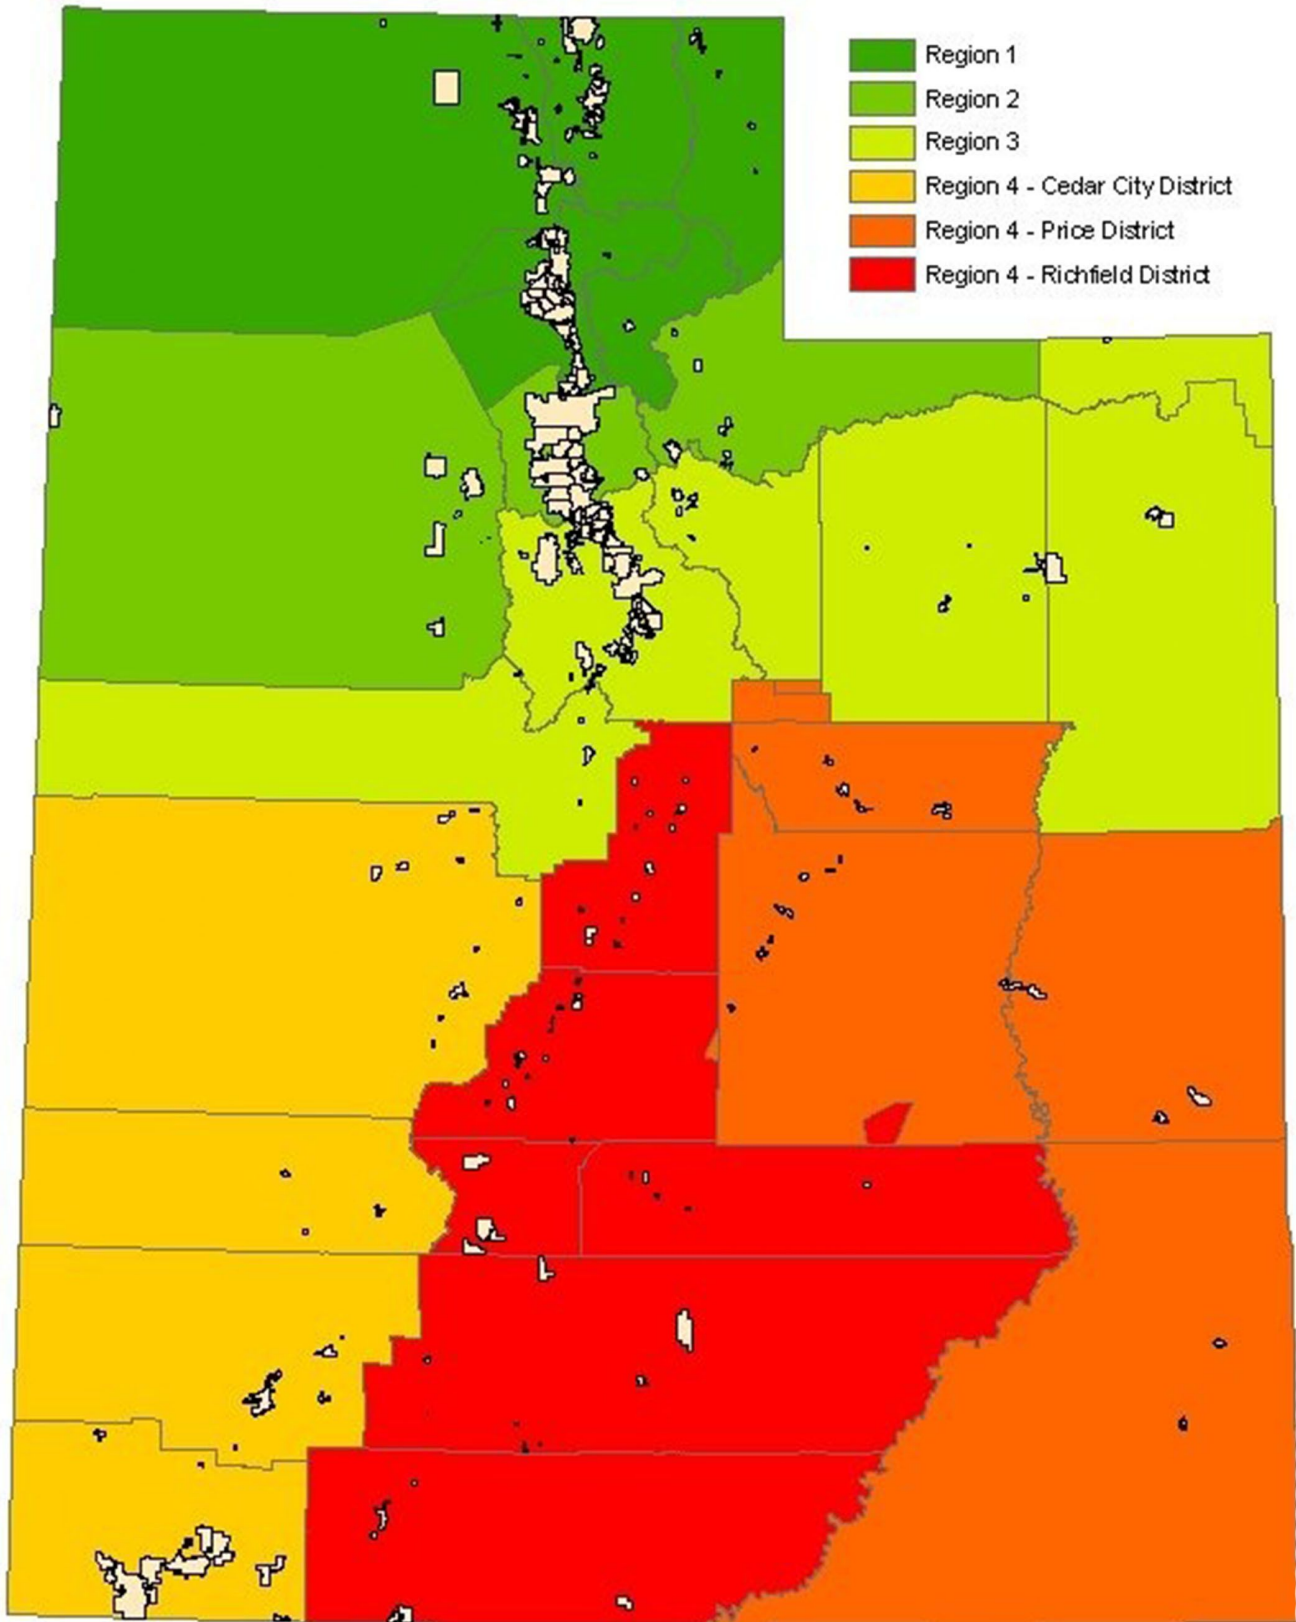 Region 1
Region 2
Region 3
Region 4 - Cedar City District
Region 4 - Price District
Region 4 - Richfield District